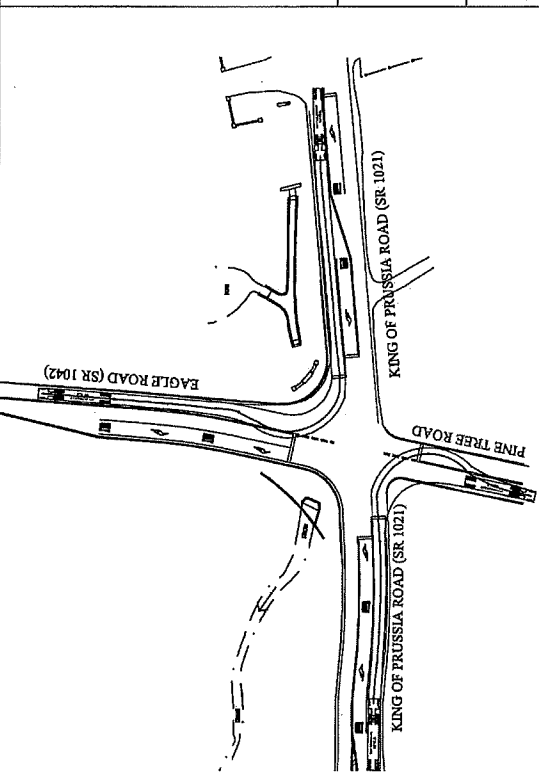 KING OF PRUSSIA ROAD (SR 1021)
EAGLE ROAD (SR 1042)
PINE TREE ROAD
KING OF PRUSSIA ROAD (SR 1021)